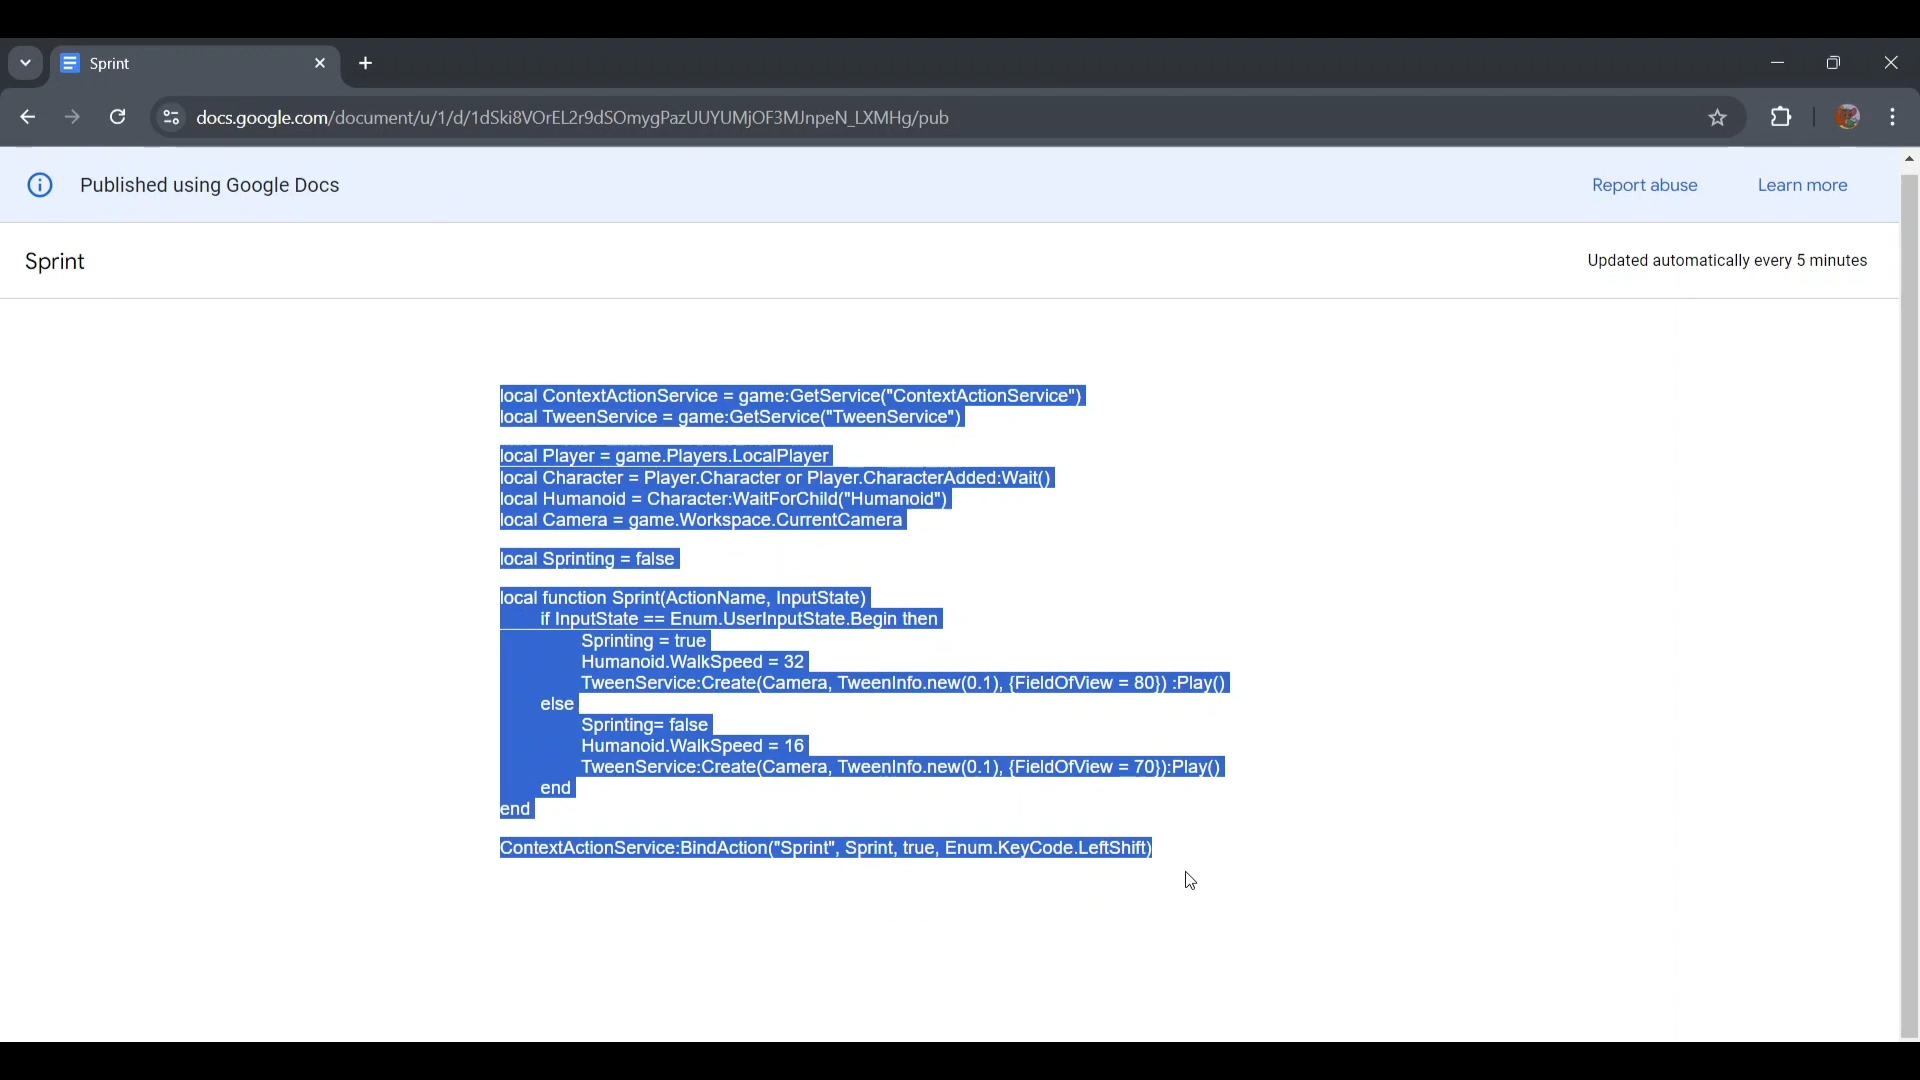 Sprint
docs.google.com/document/u/1/d/1dSki8VOrEL2r9dSOmygPazUUYUMjOF3MJnpeN_LXMHg/pub
Published using Google Docs
Report abuse
Learn more
Sprint
Updated automatically every 5 minutes
local ContextActionService = game:GetService("ContextActionService")
local TweenService = game:GetService("TweenService")
local Player = game.Players.LocalPlayer
local Character = Player.Character or Player.CharacterAdded:Wait()
local Humanoid = Character:WaitForChild("Humanoid")
local Camera = game.Workspace.CurrentCamera
local Sprinting = false
local function Sprint(ActionName, InputState)
if InputState == Enum.UserInputState.Begin then
Sprinting = true
Humanoid.WalkSpeed = 32
TweenService:Create(Camera, TweenInfo.new(0.1), {FieldOfView = 80}) :Play()
else
Sprinting= false
Humanoid.WalkSpeed = 16
TweenService:Create(Camera, TweenInfo.new(0.1), {FieldOfView = 70}):Play()
end
end
ContextActionService:BindAction("Sprint", Sprint, true, Enum.KeyCode.LeftShift)